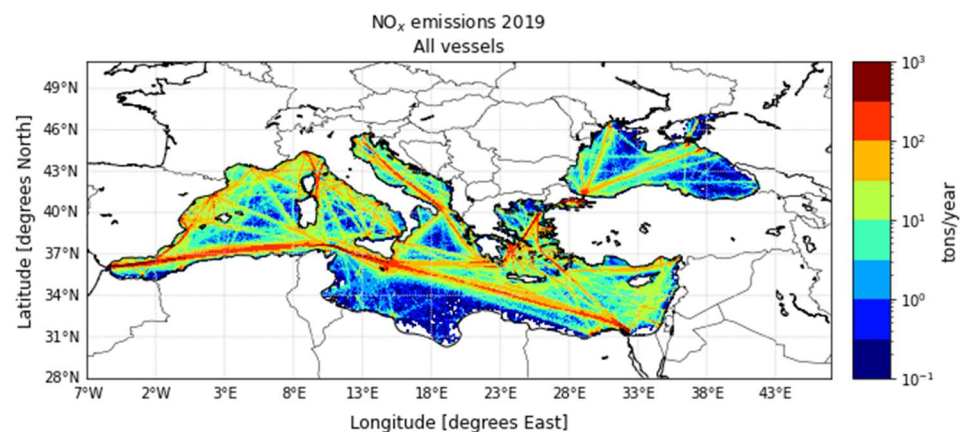 NOₓ emissions 2019
All vessels
49°N
46°N
43°N
40°N
37°N
34°N
31°N
28°N
Latitude [degrees North]
7°W 2°W 3°E 8°E 13°E 18°E 23°E 28°E 33°E 38°E 43°E
Longitude [degrees East]
10³
10²
10¹
10⁰
10⁻¹
tons/year